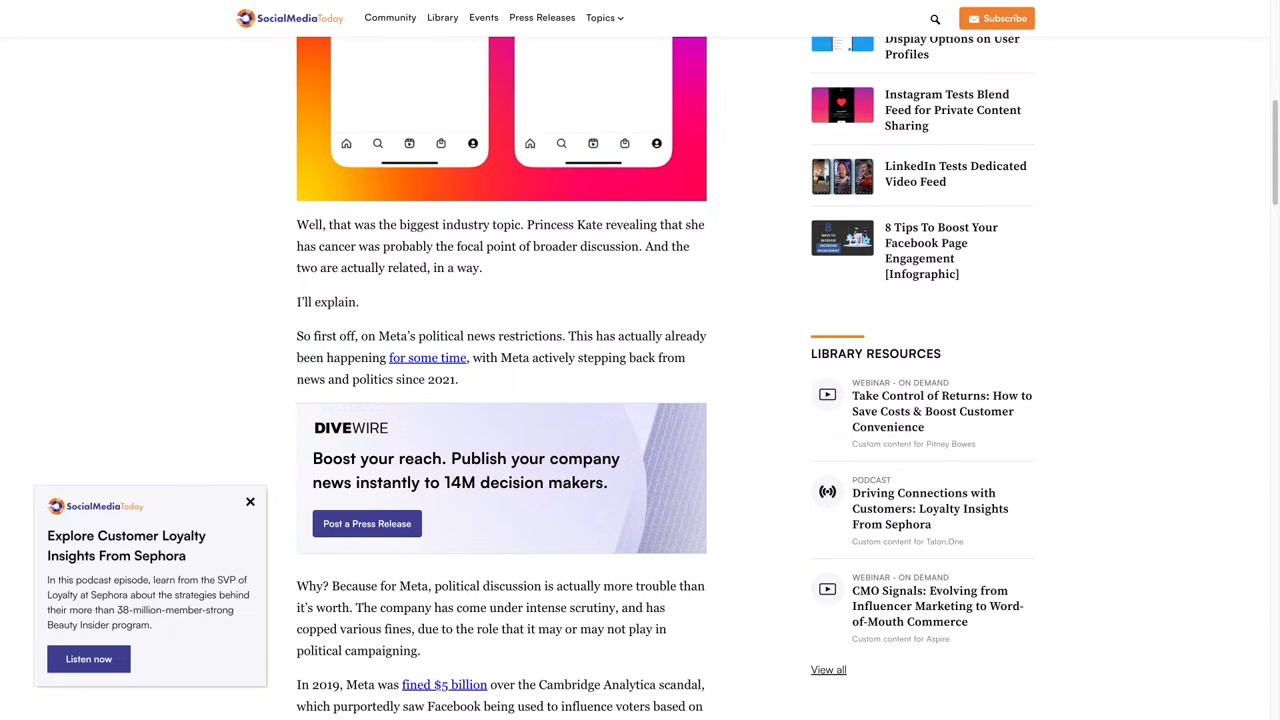 SocialMediaToday
Community
Library
Events
Press Releases
Topics
Subscribe
Well, that was the biggest industry topic. Princess Kate revealing that she
has cancer was probably the focal point of broader discussion. And the
two are actually related, in a way.
I’ll explain.
So first off, on Meta’s political news restrictions. This has actually already
been happening for some time, with Meta actively stepping back from
news and politics since 2021.
DIVEWIRE
Boost your reach. Publish your company
news instantly to 14M decision makers.
Post a Press Release
Why? Because for Meta, political discussion is actually more trouble than
it’s worth. The company has come under intense scrutiny, and has
copped various fines, due to the role that it may or may not play in
political campaigning.
In 2019, Meta was fined $5 billion over the Cambridge Analytica scandal,
which purportedly saw Facebook being used to influence voters based on
Display Options on User
Profiles
Instagram Tests Blend
Feed for Private Content
Sharing
LinkedIn Tests Dedicated
Video Feed
8 Tips To Boost Your
Facebook Page
Engagement
[Infographic]
LIBRARY RESOURCES
WEBINAR - ON DEMAND
Take Control of Returns: How to
Save Costs & Boost Customer
Convenience
Custom content for Pitney Bowes
PODCAST
Driving Connections with
Customers: Loyalty Insights
From Sephora
Custom content for Talon.One
WEBINAR - ON DEMAND
CMO Signals: Evolving from
Influencer Marketing to Word-
of-Mouth Commerce
Custom content for Aspire
View all
SocialMediaToday
Explore Customer Loyalty
Insights From Sephora
In this podcast episode, learn from the SVP of
Loyalty at Sephora about the strategies behind
their more than 38-million-member-strong
Beauty Insider program.
Listen now